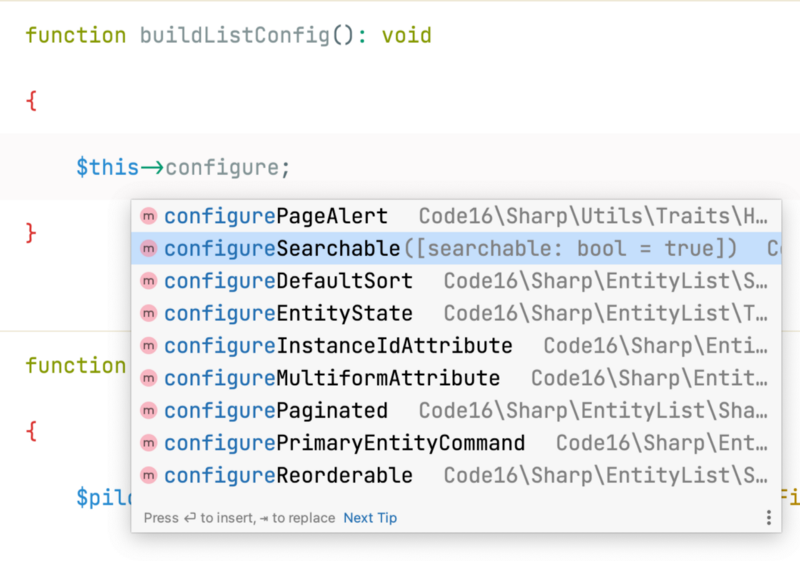 function buildListConfig(): void
{
$this→configure;
configurePageAlert Code16\Sharp\Utils\Traits\H…
configureSearchable([searchable: bool = true])
configureDefaultSort Code16\Sharp\EntityList\S…
configureEntityState Code16\Sharp\EntityList\T…
configureInstanceIdAttribute Code16\Sharp\Enti…
configureMultiformAttribute Code16\Sharp\Entit…
configurePaginated Code16\Sharp\EntityList\Sha…
configurePrimaryEntityCommand Code16\Sharp\Ent…
configureReorderable Code16\Sharp\EntityList\S…
Press ↵ to insert, ⇥ to replace Next Tip
}
function
{